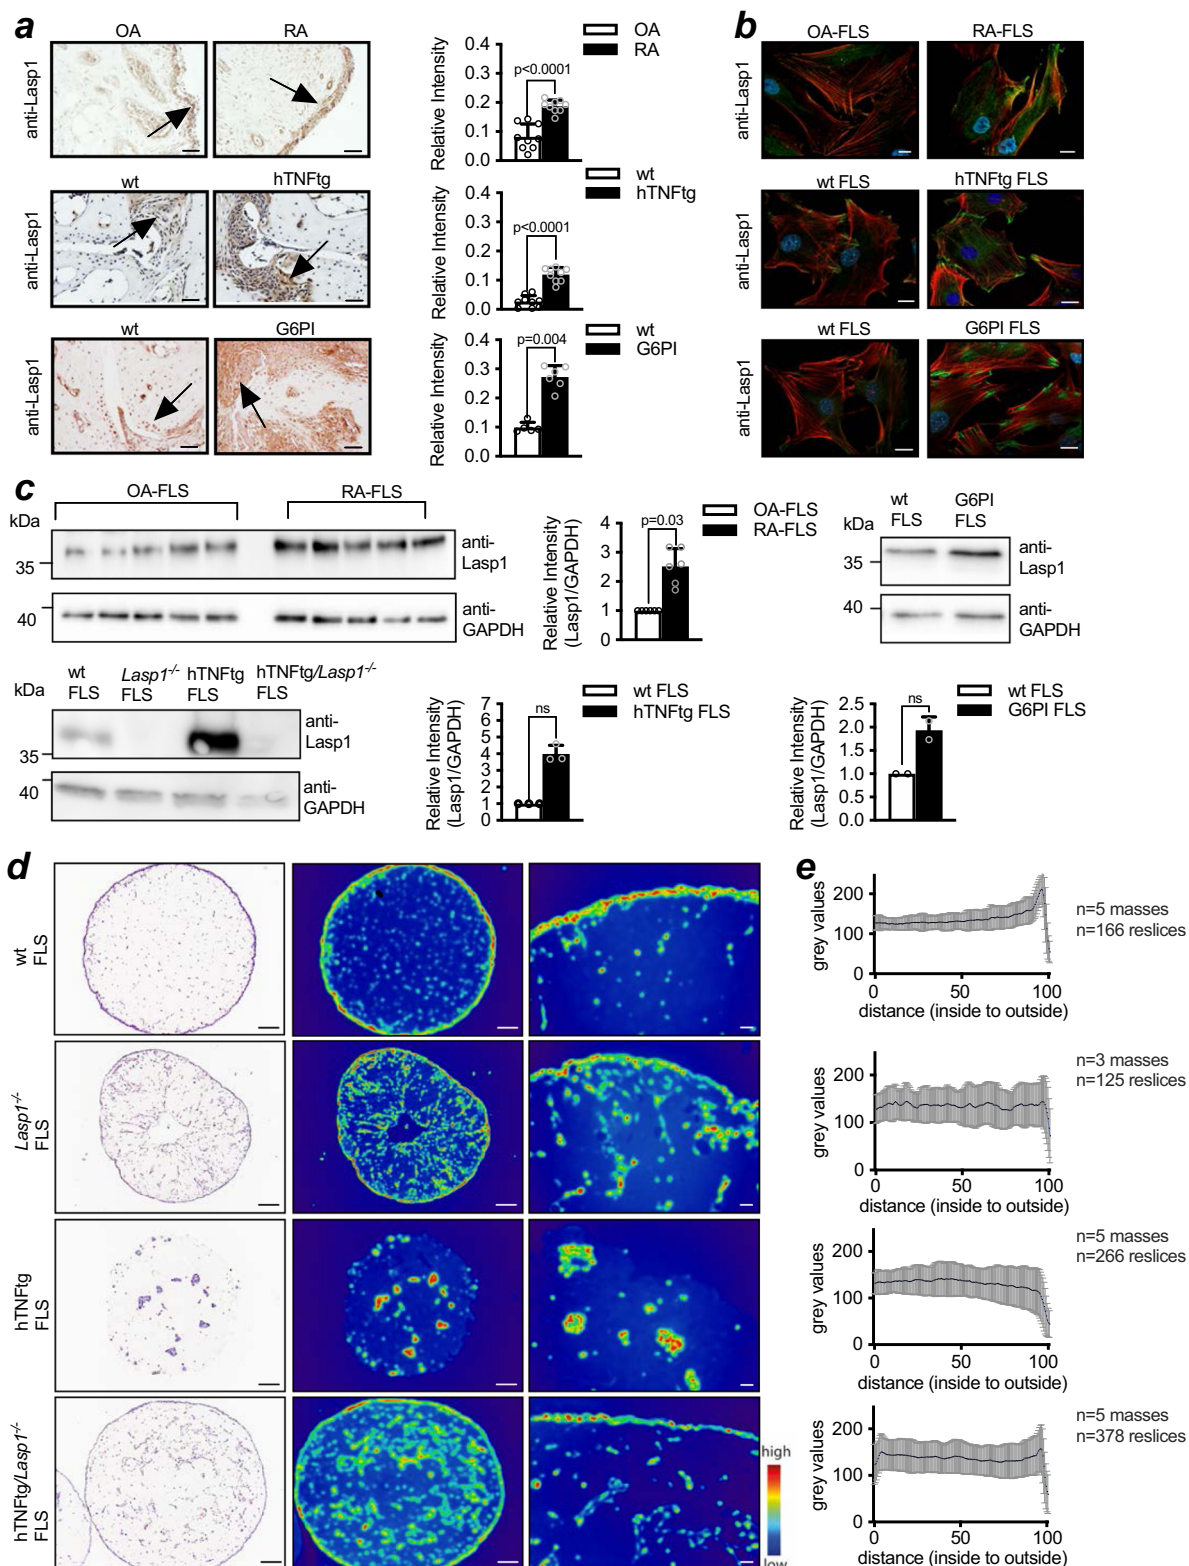 a
OA
RA
anti-Lasp1
0.4
0.3
0.2
0.1
0.0
Relative Intensity
p<0.0001
OA
RA
wt
hTNFtg
anti-Lasp1
0.4
0.3
0.2
0.1
0.0
Relative Intensity
p<0.0001
wt
hTNFtg
wt
G6PI
anti-Lasp1
0.4
0.3
0.2
0.1
0.0
Relative Intensity
p=0.004
wt
G6PI
b
OA-FLS
RA-FLS
anti-Lasp1
wt FLS
hTNFtg FLS
anti-Lasp1
wt FLS
G6PI FLS
anti-Lasp1
c
OA-FLS
RA-FLS
kDa
35
anti-
Lasp1
40
anti-
GAPDH
Relative Intensity
(Lasp1/GAPDH)
4
3
2
1
0
p=0.03
OA-FLS
RA-FLS
wt
FLS
G6PI
FLS
kDa
35
anti-
Lasp1
40
anti-
GAPDH
kDa
wt
FLS
Lasp1-/-
FLS
hTNFtg
FLS
hTNFtg/Lasp1-/-
FLS
35
anti-
Lasp1
40
anti-
GAPDH
Relative Intensity
(Lasp1/GAPDH)
7
6
5
4
3
2
1
0
ns
wt FLS
hTNFtg FLS
Relative Intensity
(Lasp1/GAPDH)
2.5
2.0
1.5
1.0
0.5
0.0
ns
wt FLS
G6PI FLS
d
wt
FLS
Lasp1-/-
FLS
hTNFtg
FLS
hTNFtg/Lasp1-/-
FLS
high
low
e
grey values
200
100
0
0
50
100
distance (inside to outside)
n=5 masses
n=166 reslices
grey values
200
100
0
0
50
100
distance (inside to outside)
n=3 masses
n=125 reslices
grey values
200
100
0
0
50
100
distance (inside to outside)
n=5 masses
n=266 reslices
grey values
200
100
0
0
50
100
distance (inside to outside)
n=5 masses
n=378 reslices